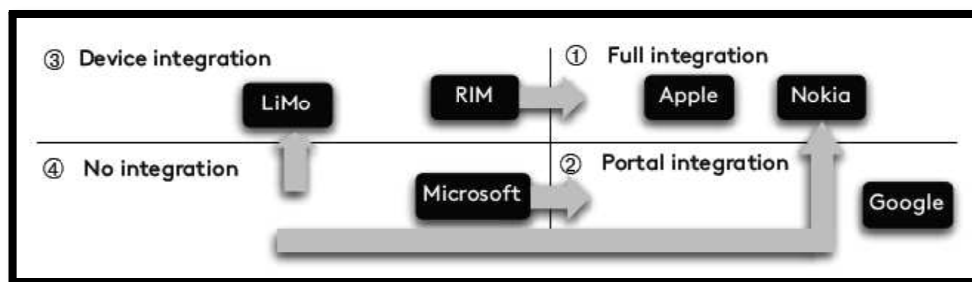 ③ Device integration
① Full integration
LiMo
RIM
Apple
Nokia
④ No integration
② Portal integration
Microsoft
Google